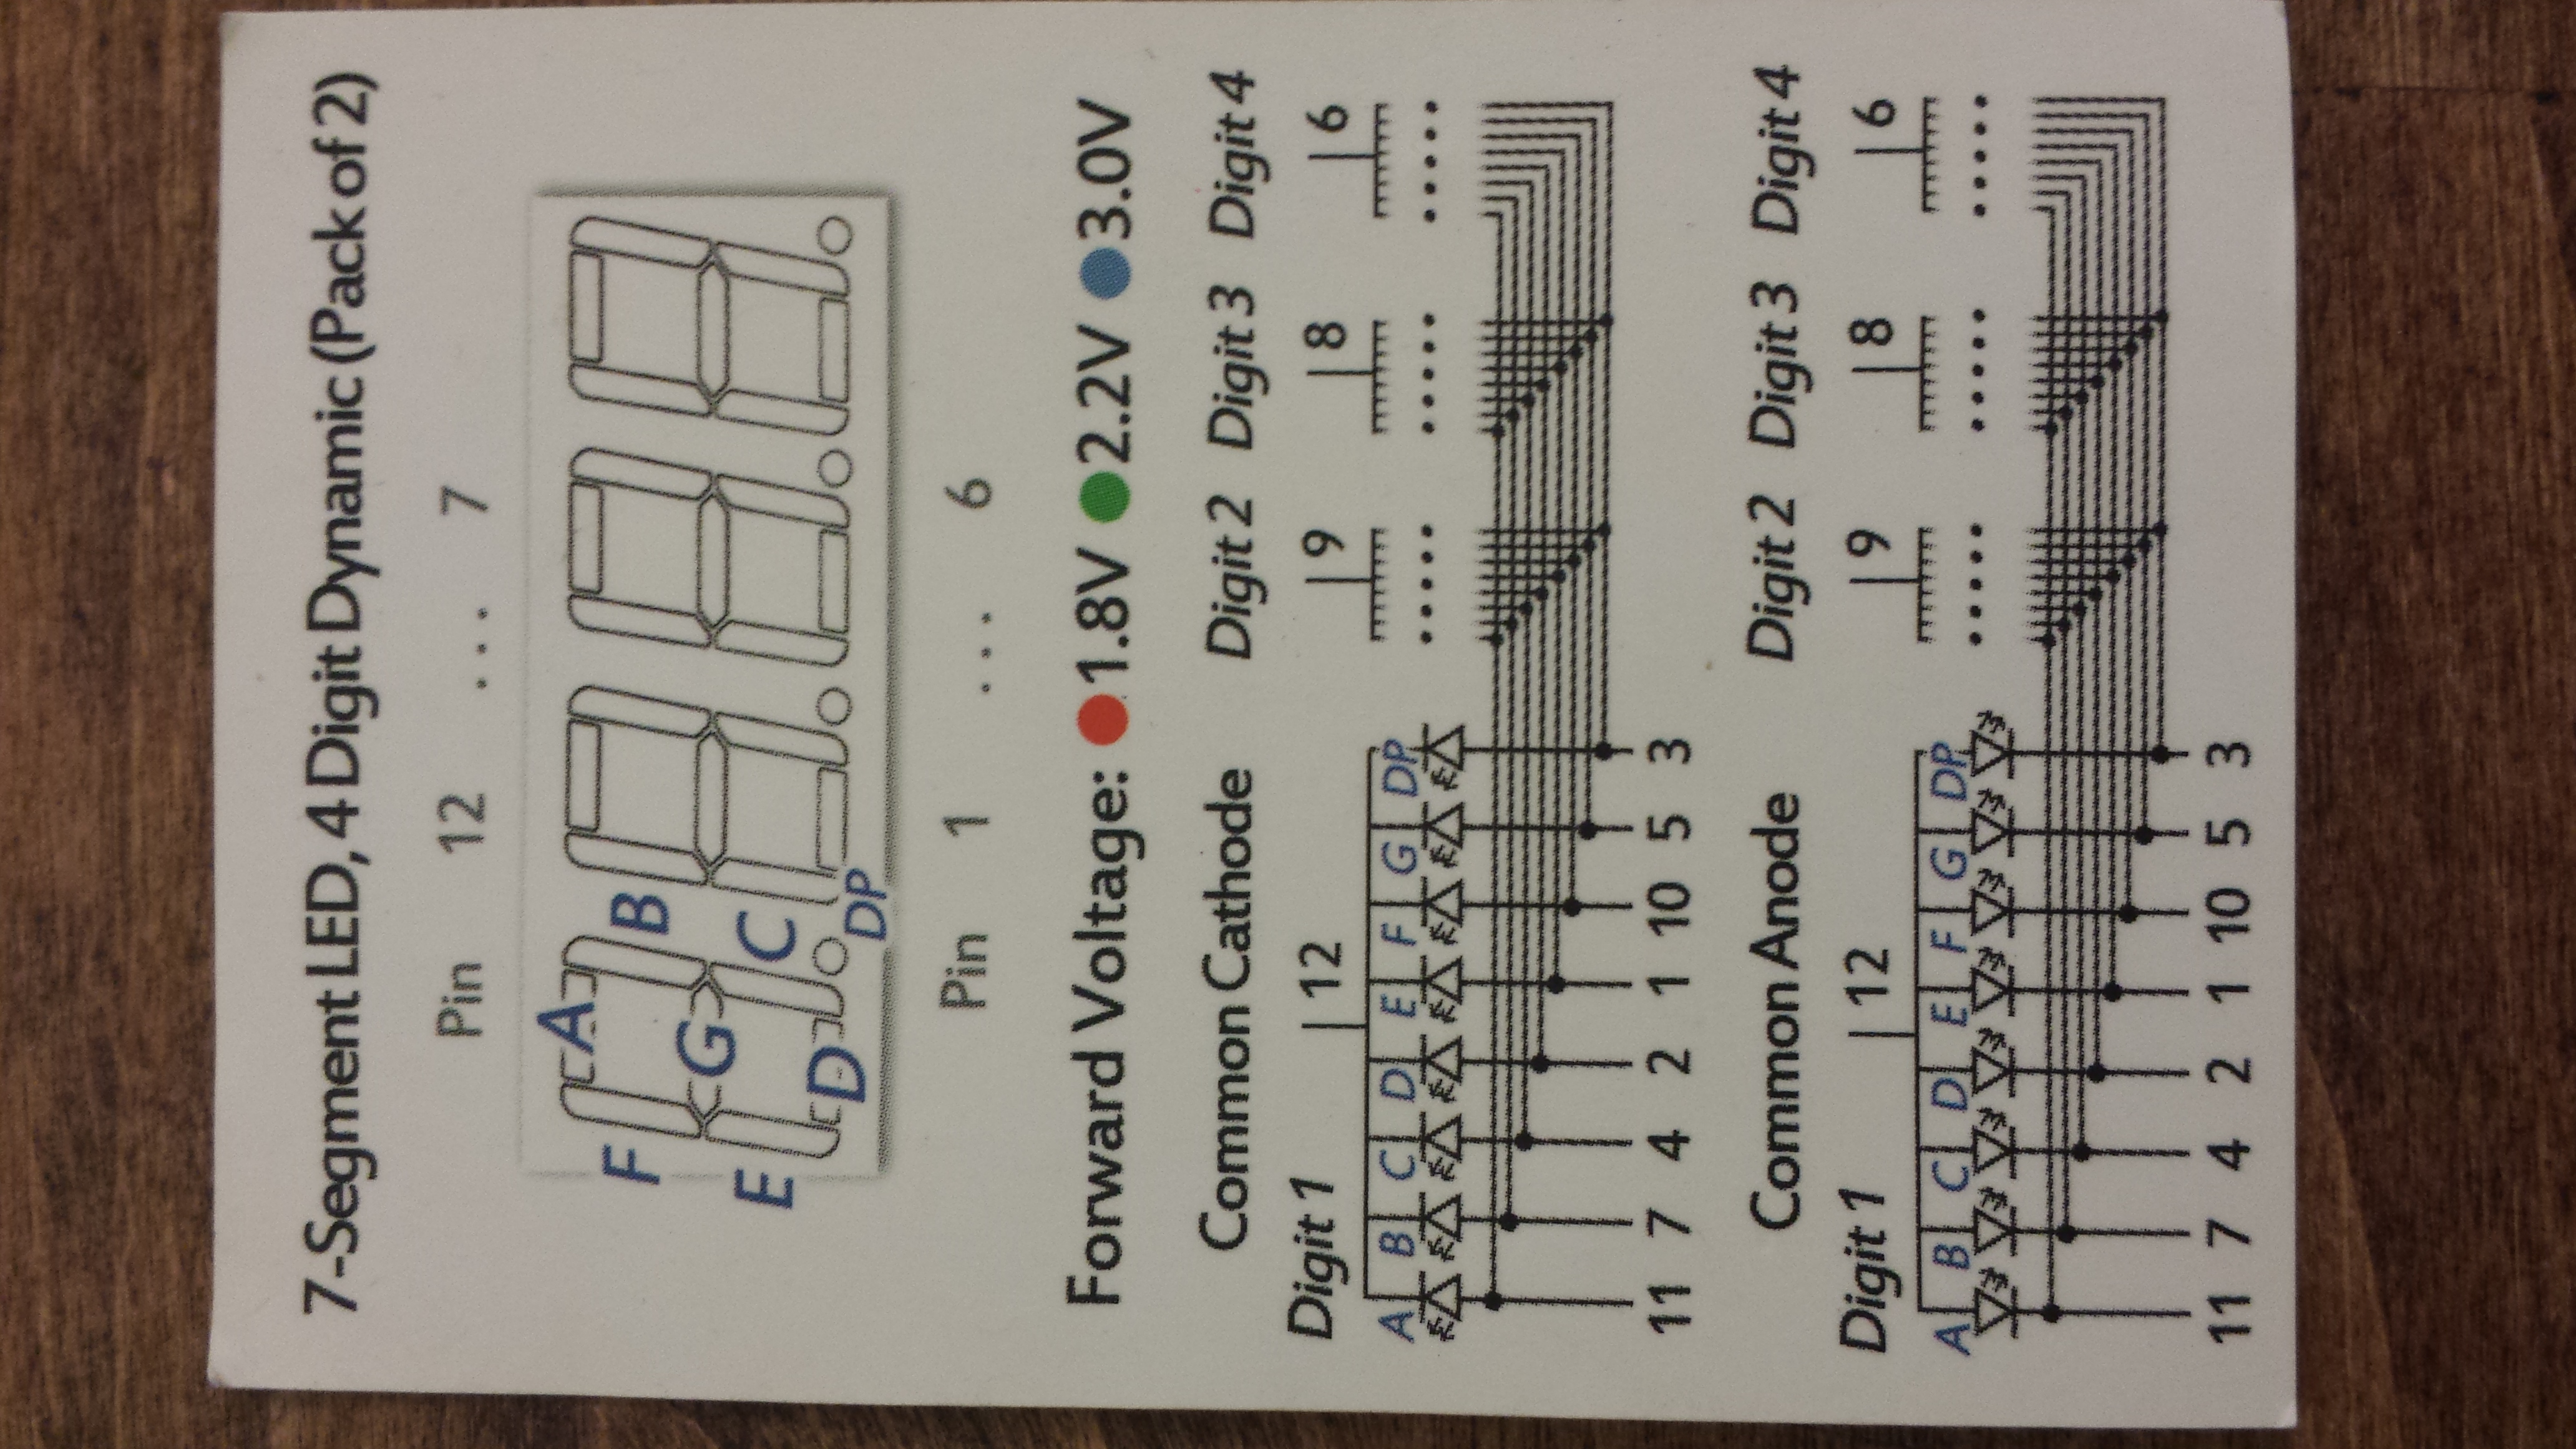 7-Segment LED, 4 Digit Dynamic (Pack of 2)
Pin 12 ... 7
A
F B
G
E C
D DP
Pin 1 ... 6
Forward Voltage: 1.8V 2.2V 3.0V
Common Cathode
Digit 1 Digit 2 Digit 3 Digit 4
12 9 8 6
A B C D E F G DP
11 7 4 2 1 10 5 3
Common Anode
Digit 1 Digit 2 Digit 3 Digit 4
12 9 8 6
A B C D E F G DP
11 7 4 2 1 10 5 3